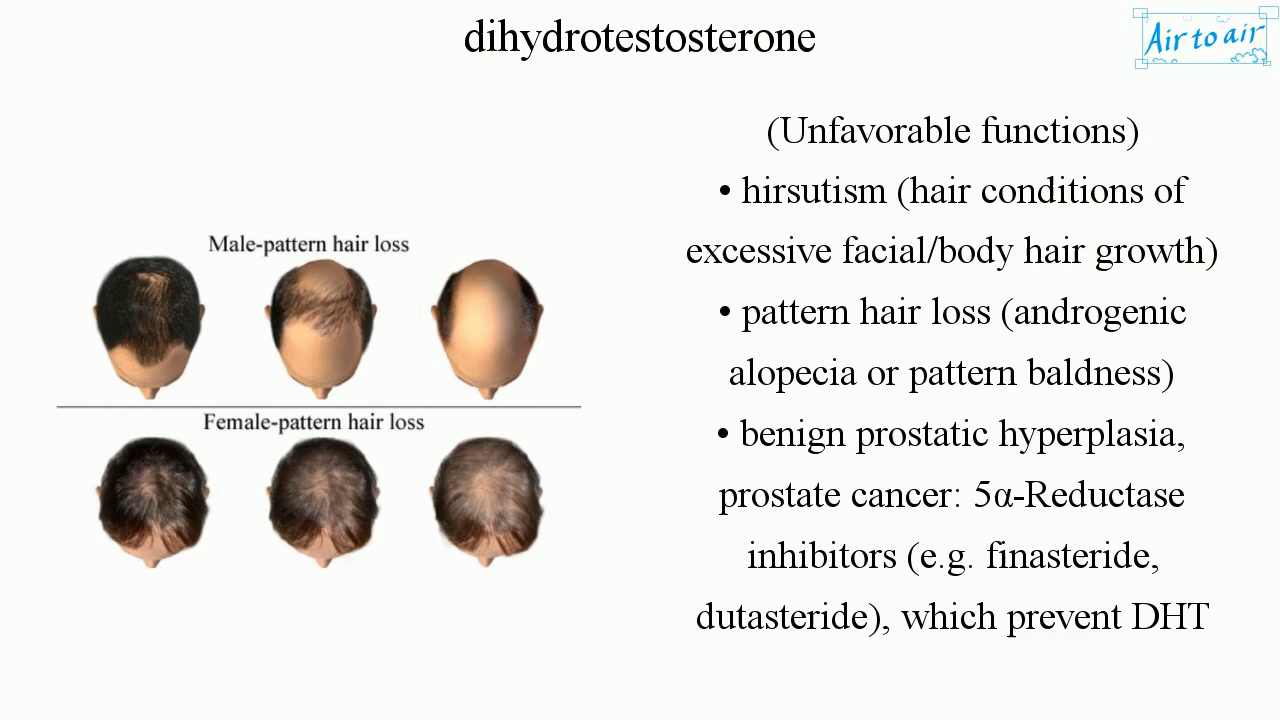 dihydrotestosterone
Air to air
(Unfavorable functions)
• hirsutism (hair conditions of
excessive facial/body hair growth)
• pattern hair loss (androgenic
alopecia or pattern baldness)
• benign prostatic hyperplasia,
prostate cancer: 5α-Reductase
inhibitors (e.g. finasteride,
dutasteride), which prevent DHT
Male-pattern hair loss
Female-pattern hair loss